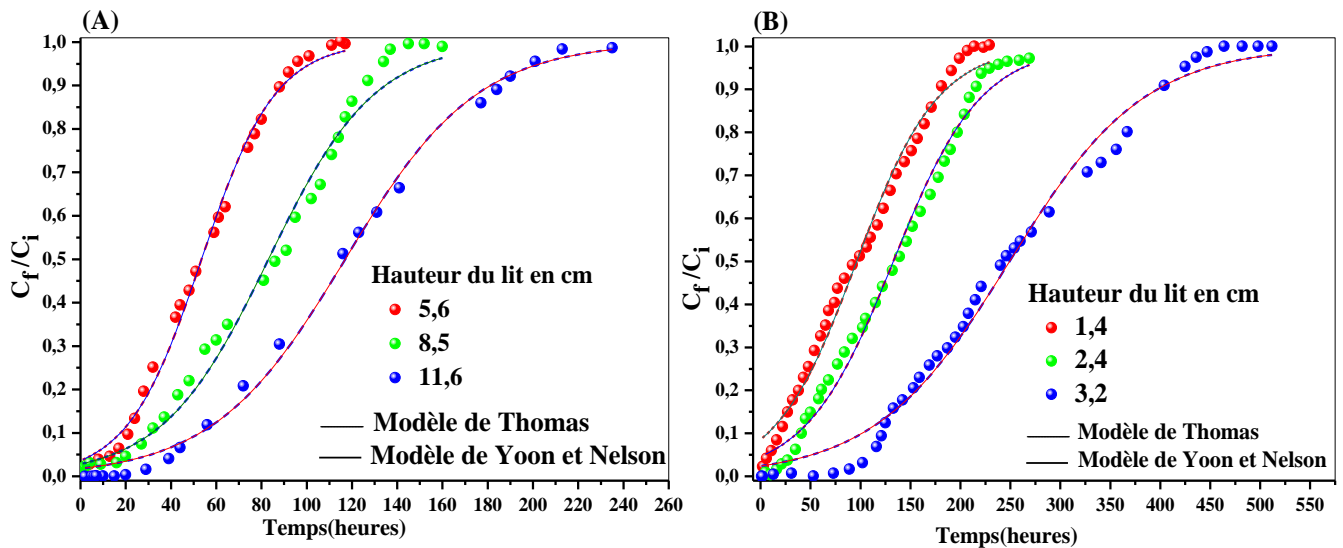 (A)
1,0
0,9
0,8
0,7
0,6
0,5
0,4
0,3
0,2
0,1
0,0
C_f/C_i
0 20 40 60 80 100 120 140 160 180 200 220 240 260
Temps(heures)
Hauteur du lit en cm
5,6
8,5
11,6
Modèle de Thomas
Modèle de Yoon et Nelson
(B)
1,0
0,9
0,8
0,7
0,6
0,5
0,4
0,3
0,2
0,1
0,0
C_f/C_i
0 50 100 150 200 250 300 350 400 450 500 550
Temps(heures)
Hauteur du lit en cm
1,4
2,4
3,2
Modèle de Thomas
Modèle de Yoon et Nelson